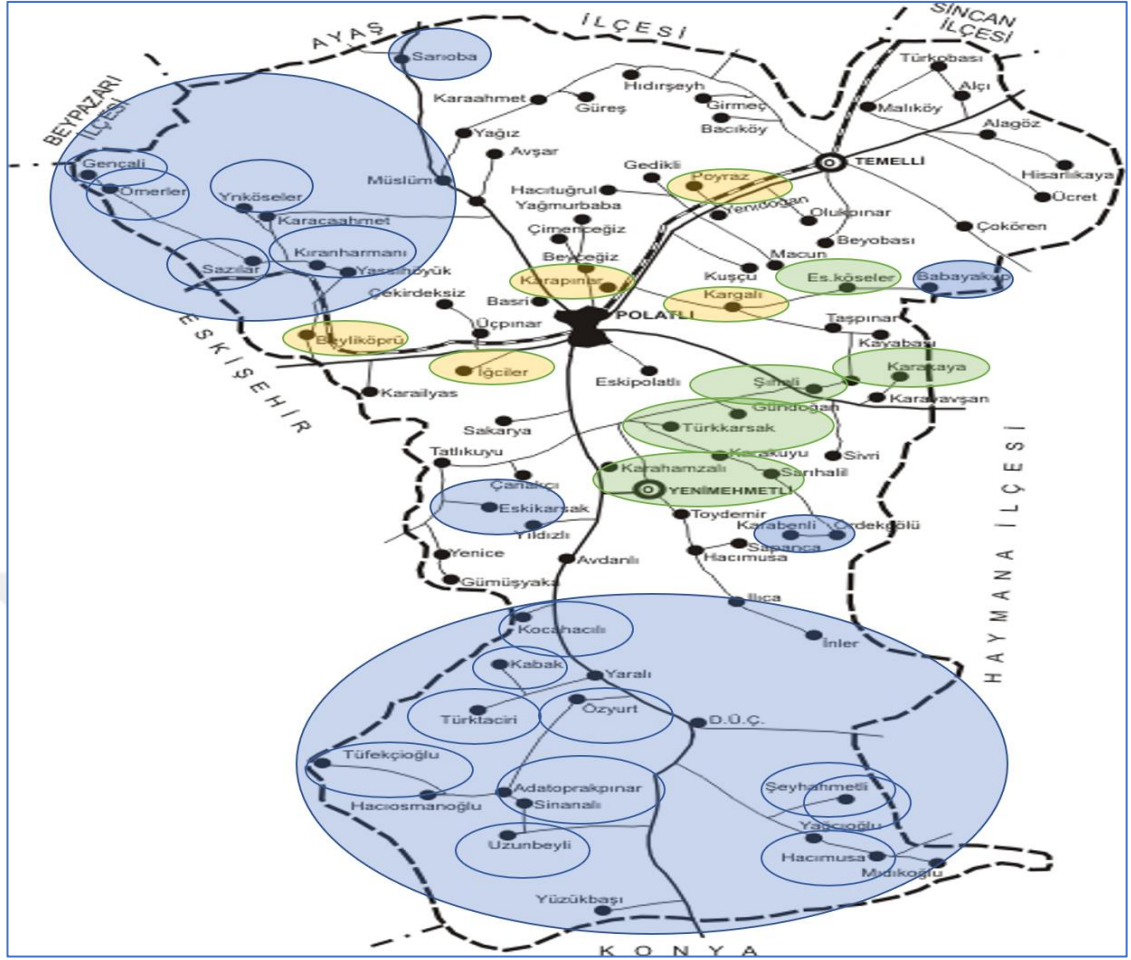 AYAŞ İLÇESİ
SİNCAN
İLÇESİ
BEYPAZARI
İLÇESİ
Sarıoba
Türkobası
Hıdırşeyh
Karaahmet
Güreş
Girmeç
Alçı
Malıköy
Bacıköy
Alagöz
Yağız
Avşar
TEMELLİ
Gençali
Gedikli
Poyraz
Hisarlıkaya
Müslüm
Ömerler
Ynköseler
Hacıtuğrul
Ücret
Yağmurbaba
Yenidoğan
Olukpınar
Karacaahmet
Çimenceğiz
Çokören
Beyobası
Kıranharmanı
Beyceğiz
Macun
Sazılar
Yassıhöyük
Karapınar
Kuşçu
Es.köseler
Babayakup
Çekirdeksiz
Basri
Kargalı
POLATLI
Taşpınar
Üçpınar
Beyliköprü
Kayabaşı
ESKİŞEHİR
İğciler
Eskipolatlı
Şıhali
Karakaya
Karailyas
Karayavşan
Gündoğan
Sakarya
Türkkarsak
Tatlıkuyu
Karakuyu
Sivri
Karahamzalı
Sarıhalil
Çanakçı
YENİMEHMETLİ
Eskikarsak
Toydemir
Yıldızlı
Karabenli
Ördekgölü
HAYMANA İLÇESİ
Yenice
Avdanlı
Sapanca
Hacımusa
Gümüşyaka
Ilıca
Kocahacılı
İnler
Kabak
Yaralı
Özyurt
Türktaciri
D.Ü.Ç.
Tüfekçioğlu
Adatoprakpınar
Şeyhahmetli
Hacıosmanoğlu
Sinanalı
Yağcıoğlu
Uzunbeyli
Hacımusa
Mıdıkoğlu
Yüzükbaşı
KONYA